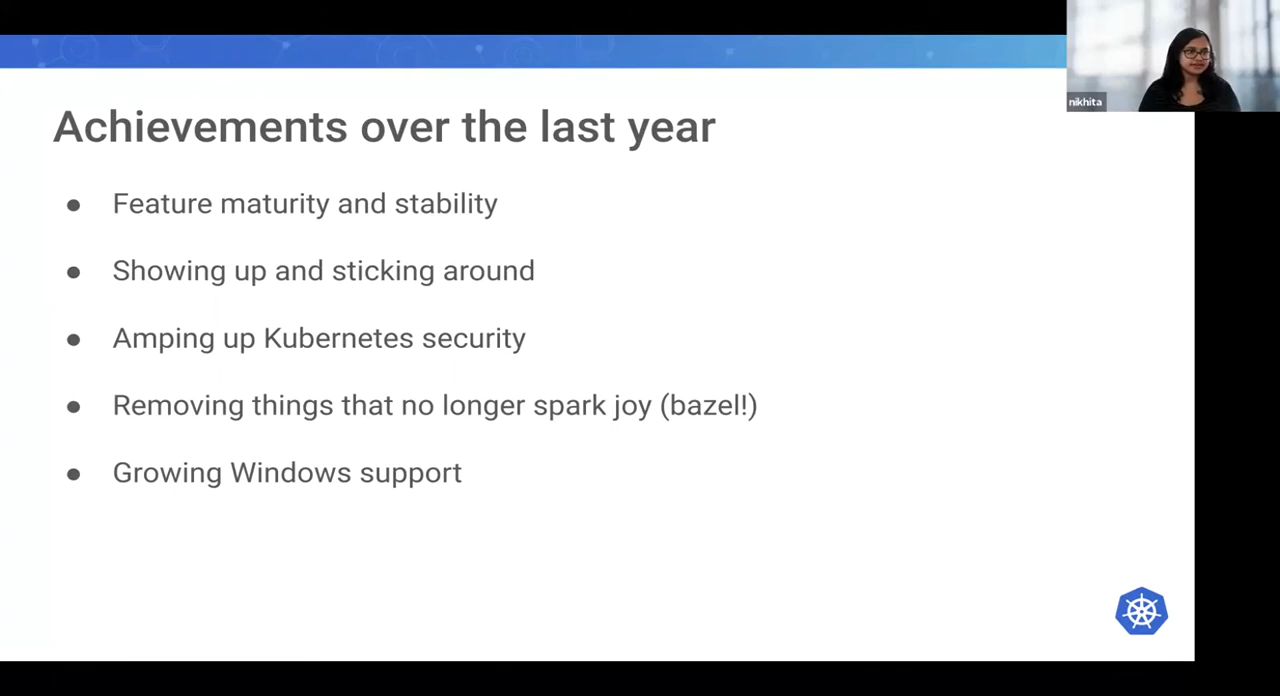 nikhita
Achievements over the last year
● Feature maturity and stability
● Showing up and sticking around
● Amping up Kubernetes security
● Removing things that no longer spark joy (bazel!)
● Growing Windows support